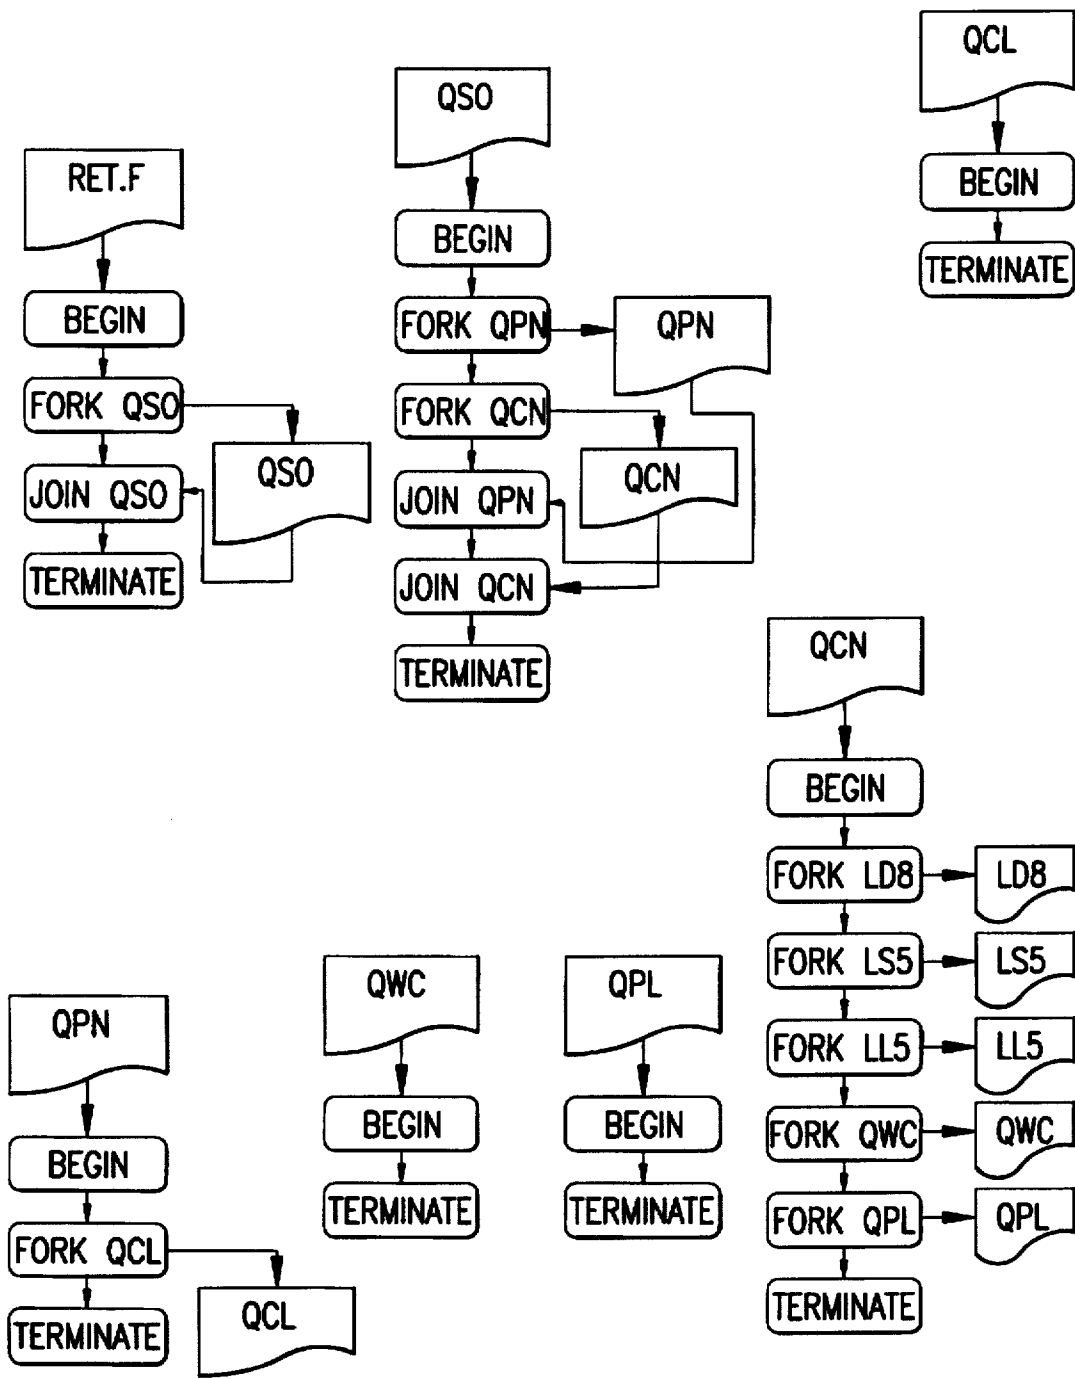 RET.F
BEGIN
FORK QSO
QSO
JOIN QSO
TERMINATE
QSO
BEGIN
FORK QPN
QPN
FORK QCN
QCN
JOIN QPN
JOIN QCN
TERMINATE
QCL
BEGIN
TERMINATE
QCN
BEGIN
FORK LD8
LD8
FORK LS5
LS5
FORK LL5
LL5
FORK QWC
QWC
FORK QPL
QPL
TERMINATE
QPN
BEGIN
FORK QCL
QCL
TERMINATE
QWC
BEGIN
TERMINATE
QPL
BEGIN
TERMINATE